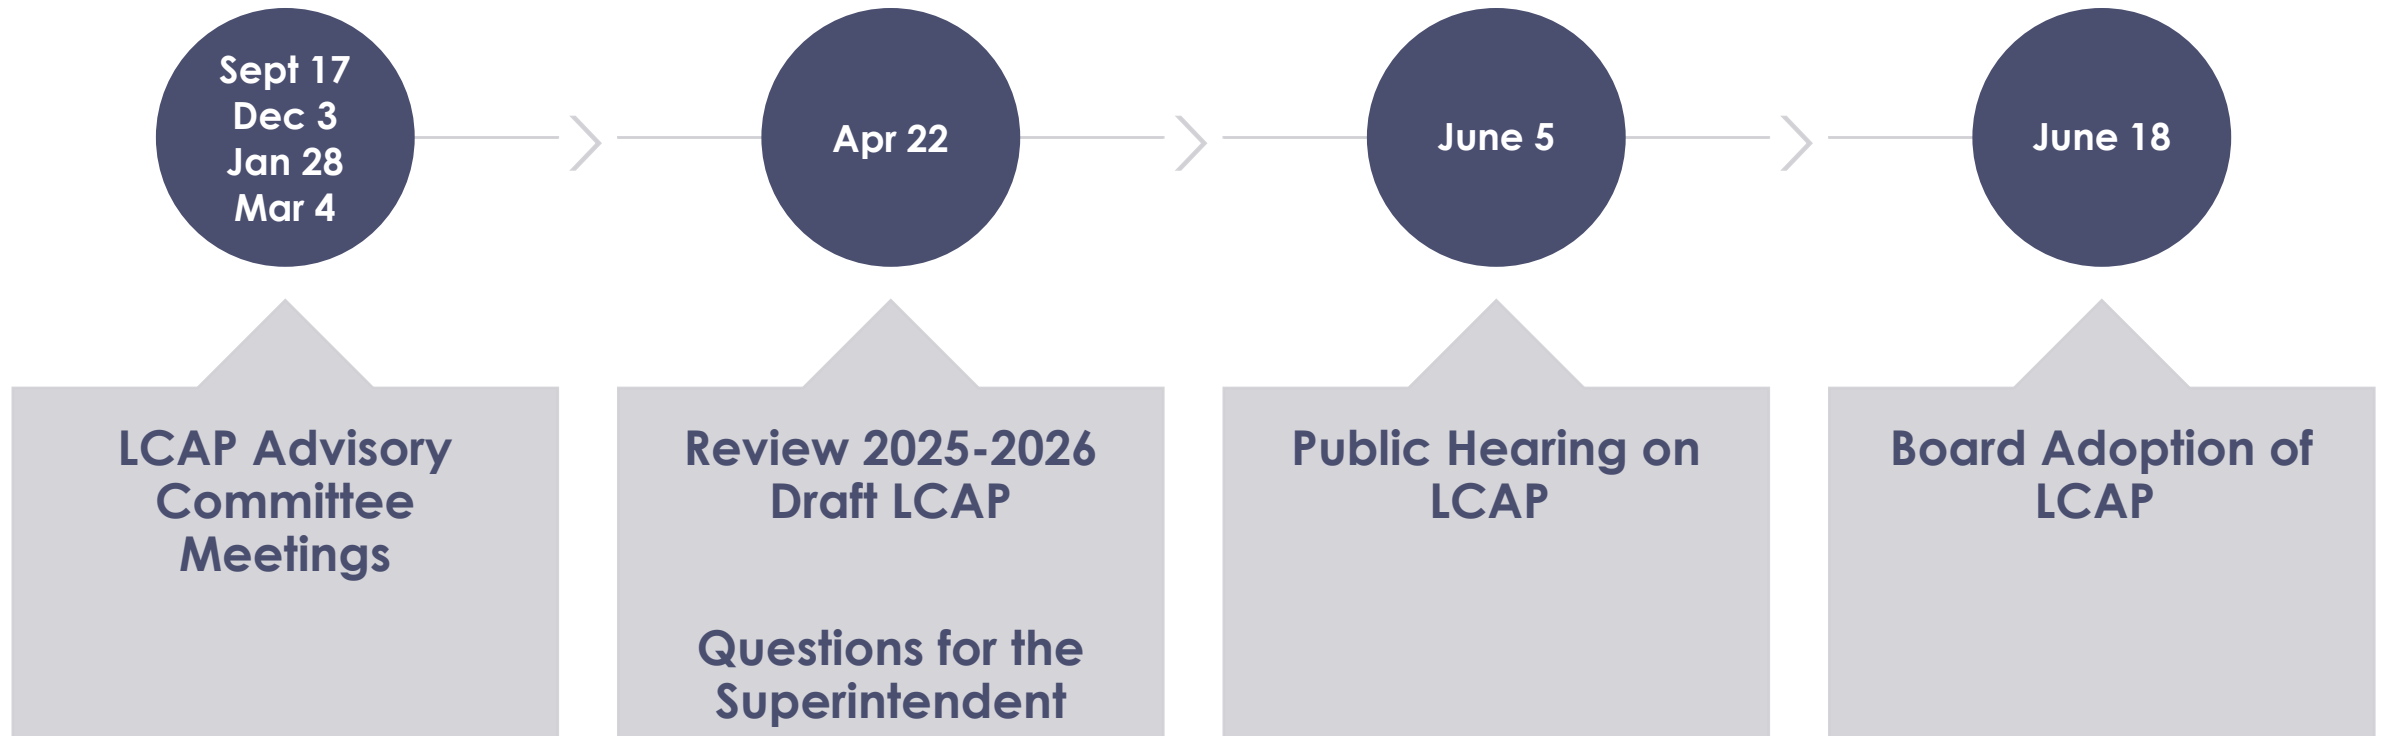 Sept 17
Dec 3
Jan 28
Mar 4
Apr 22
June 5
June 18
LCAP Advisory
Committee
Meetings
Review 2025-2026
Draft LCAP
Questions for the
Superintendent
Public Hearing on
LCAP
Board Adoption of
LCAP